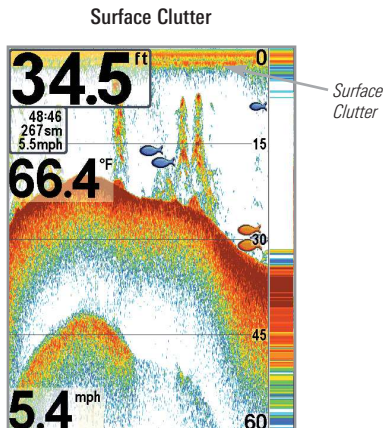 Surface Clutter
34.5 ft
0
48:46
267sm
5.5mph
Surface
Clutter
15
66.4 °F
30
45
5.4 mph
60